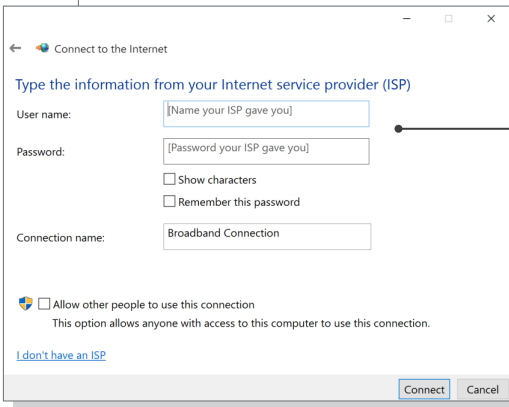 Connect to the Internet
Type the information from your Internet service provider (ISP)
User name:
[Name your ISP gave you]
Password:
[Password your ISP gave you]
Show characters
Remember this password
Connection name:
Broadband Connection
Allow other people to use this connection
This option allows anyone with access to this computer to use this connection.
I don't have an ISP
Connect
Cancel